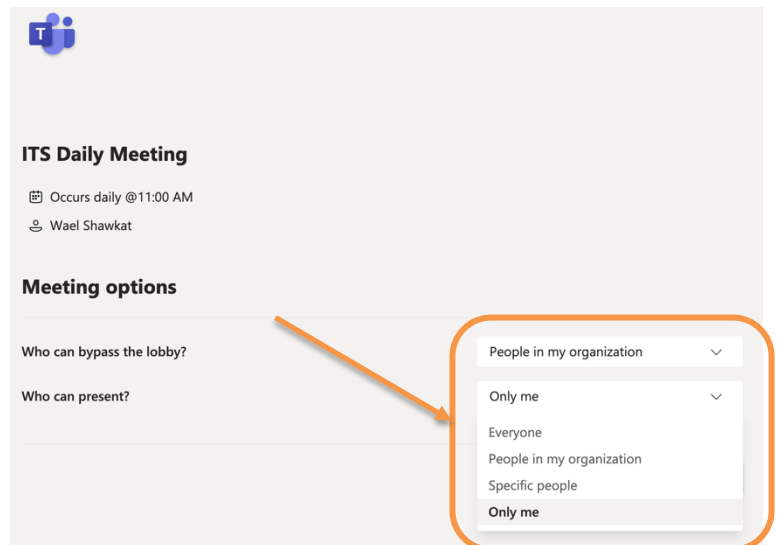 T
ITS Daily Meeting
Occurs daily @11:00 AM
Wael Shawkat
Meeting options
Who can bypass the lobby?
People in my organization
Who can present?
Only me
Everyone
People in my organization
Specific people
Only me